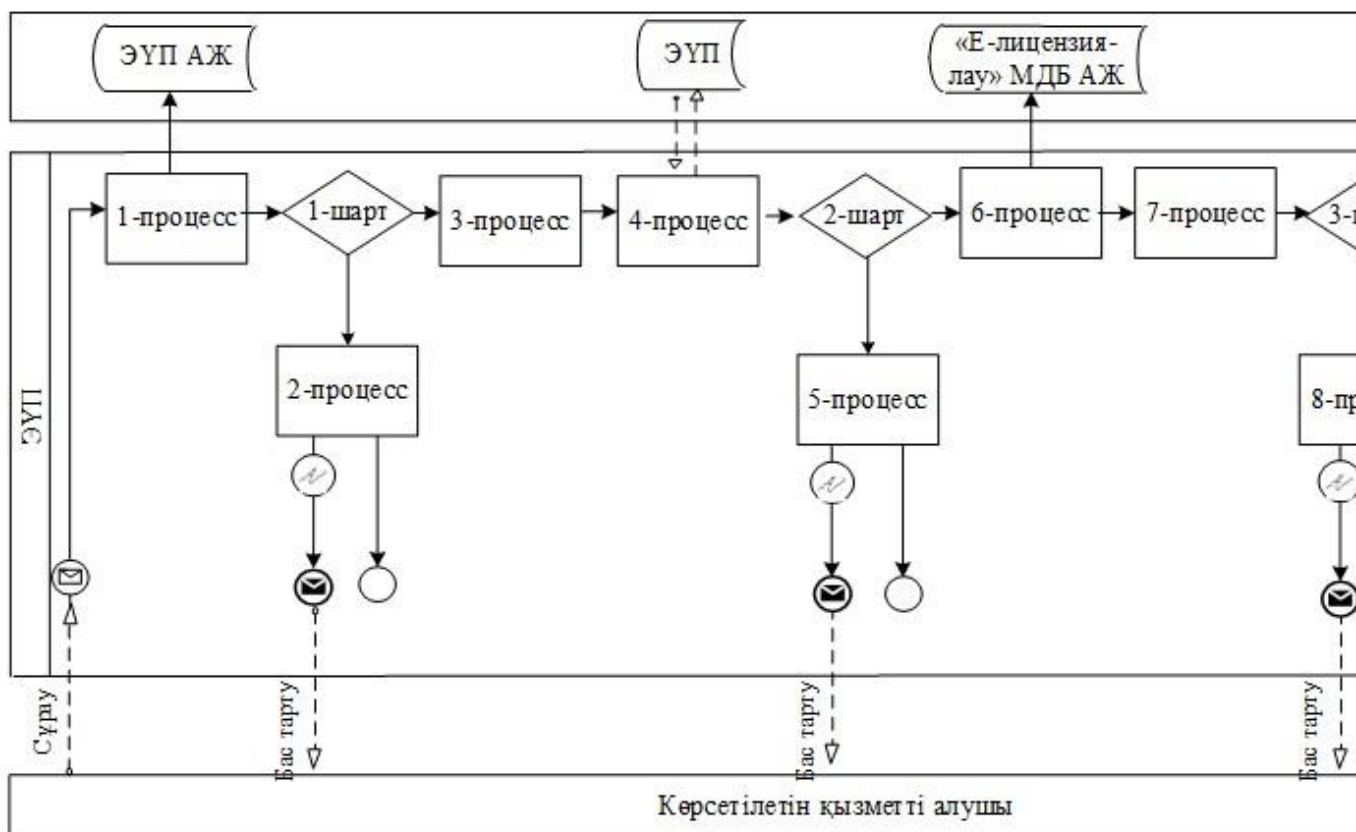 ЭҮП АЖ
ЭҮП
«Е-лицензия-
лау» МДБ АЖ
ЭҮП
1-процесс
1-шарт
3-процесс
4-процесс
2-шарт
6-процесс
7-процесс
2-процесс
5-процесс
Сұрау
Бас тарту
Бас тарту
Бас тарту
Көрсетілетін қызметті алушы